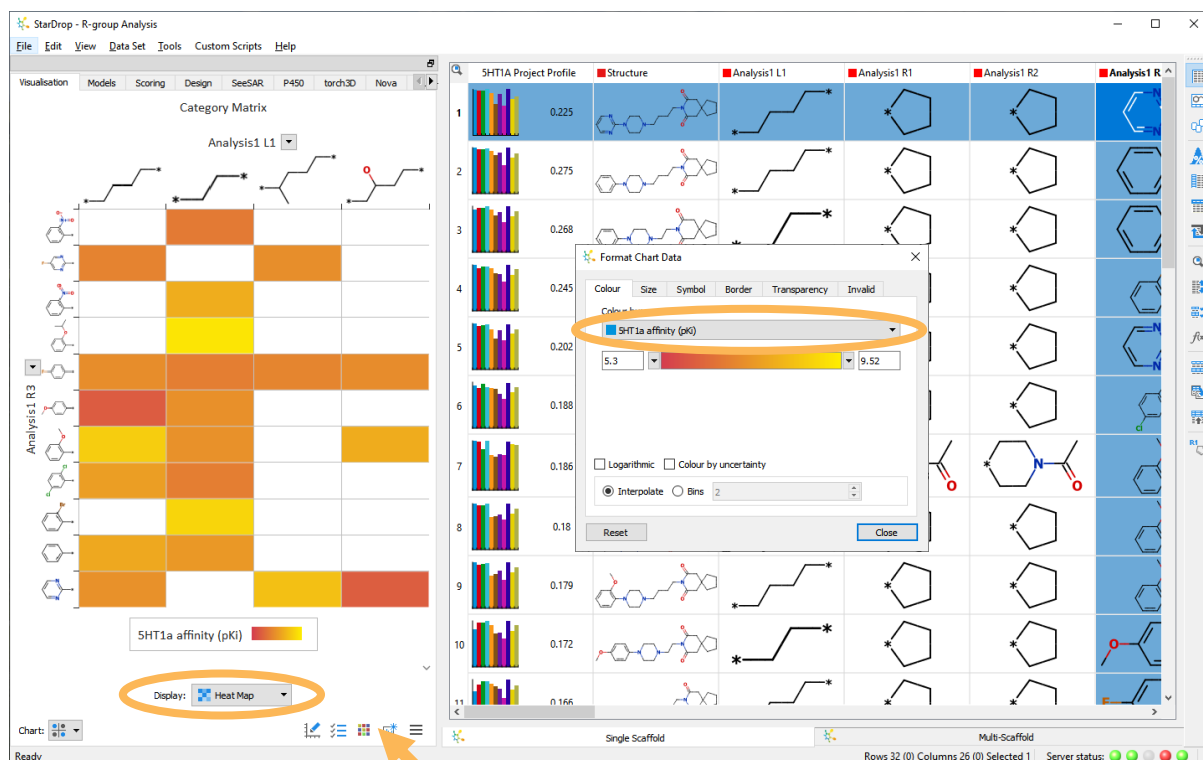 StarDrop - R-group Analysis
File Edit View Data Set Tools Custom Scripts Help
Visualisation Models Scoring Design SeeSAR P450 torch3D Nova
Category Matrix
Analysis1 L1
Analysis1 R3
5HT1a affinity (pKi)
Display: Heat Map
Chart:
Ready
5HT1A Project Profile Structure Analysis1 L1 Analysis1 R1 Analysis1 R2 Analysis1 R
1 0.225
2 0.275
3 0.268
4 0.245
5 0.202
6 0.188
7 0.186
8 0.18
9 0.179
10 0.172
11 0.166
Format Chart Data
Colour Size Symbol Border Transparency Invalid
Colour by
5HT1a affinity (pKi)
5.3 9.52
Logarithmic Colour by uncertainty
Interpolate Bins 2
Reset Close
Single Scaffold Multi-Scaffold
Rows 32 (0) Columns 26 (0) Selected 1 Server status: